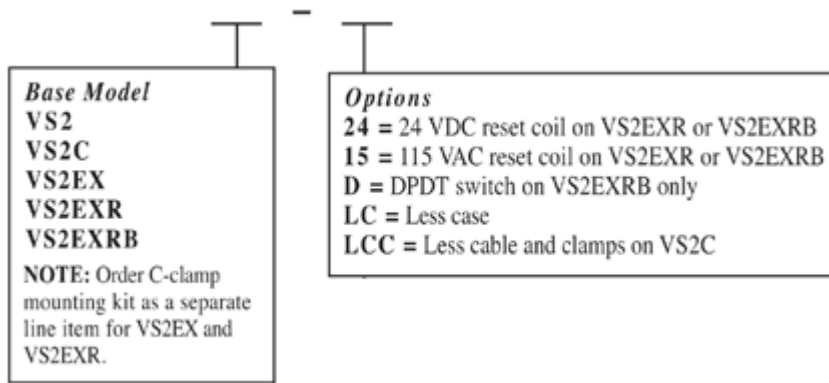 Base Model
VS2
VS2C
VS2EX
VS2EXR
VS2EXRB
NOTE: Order C-clamp
mounting kit as a separate
line item for VS2EX and
VS2EXR.
Options
24 = 24 VDC reset coil on VS2EXR or VS2EXRB
15 = 115 VAC reset coil on VS2EXR or VS2EXRB
D = DPDT switch on VS2EXRB only
LC = Less case
LCC = Less cable and clamps on VS2C